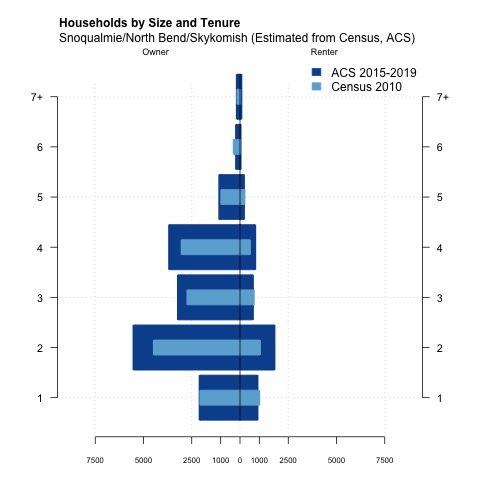 Households by Size and Tenure
Snoqualmie/North Bend/Skykomish (Estimated from Census, ACS)
Owner Renter
ACS 2015-2019
Census 2010
7+ 7+
6 6
5 5
4 4
3 3
2 2
1 1
7500 5000 2500 1000 0 1000 2500 5000 7500